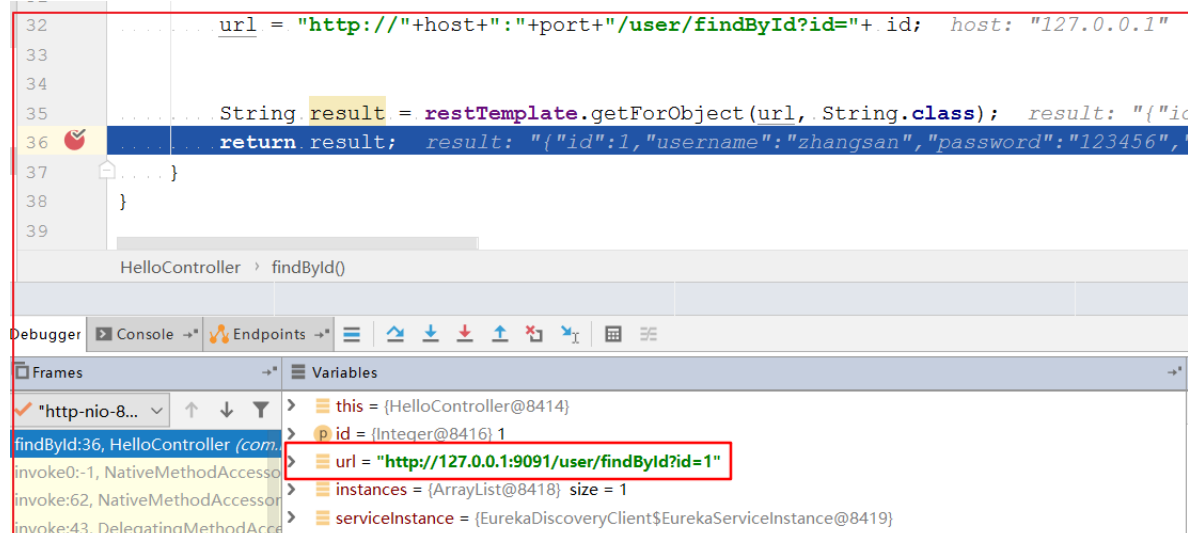 32 url = "http://"+host+":"+port+"/user/findById?id="+ id; host: "127.0.0.1"
33
34
35 String result = restTemplate.getForObject(url, String.class); result: "{"id
36 return result; result: "{"id":1,"username":"zhangsan","password":"123456","
37 }
38 }
39
HelloController › findById()
Debugger Console Endpoints
Frames Variables
"http-nio-8...
this = {HelloController@8414}
p id = {Integer@8416} 1
findById:36, HelloController (com.
url = "http://127.0.0.1:9091/user/findById?id=1"
invoke0:-1, NativeMethodAccesso
instances = {ArrayList@8418} size = 1
invoke:62, NativeMethodAccessor
serviceInstance = {EurekaDiscoveryClient$EurekaServiceInstance@8419}
invoke:43, DelegatingMethodAcce